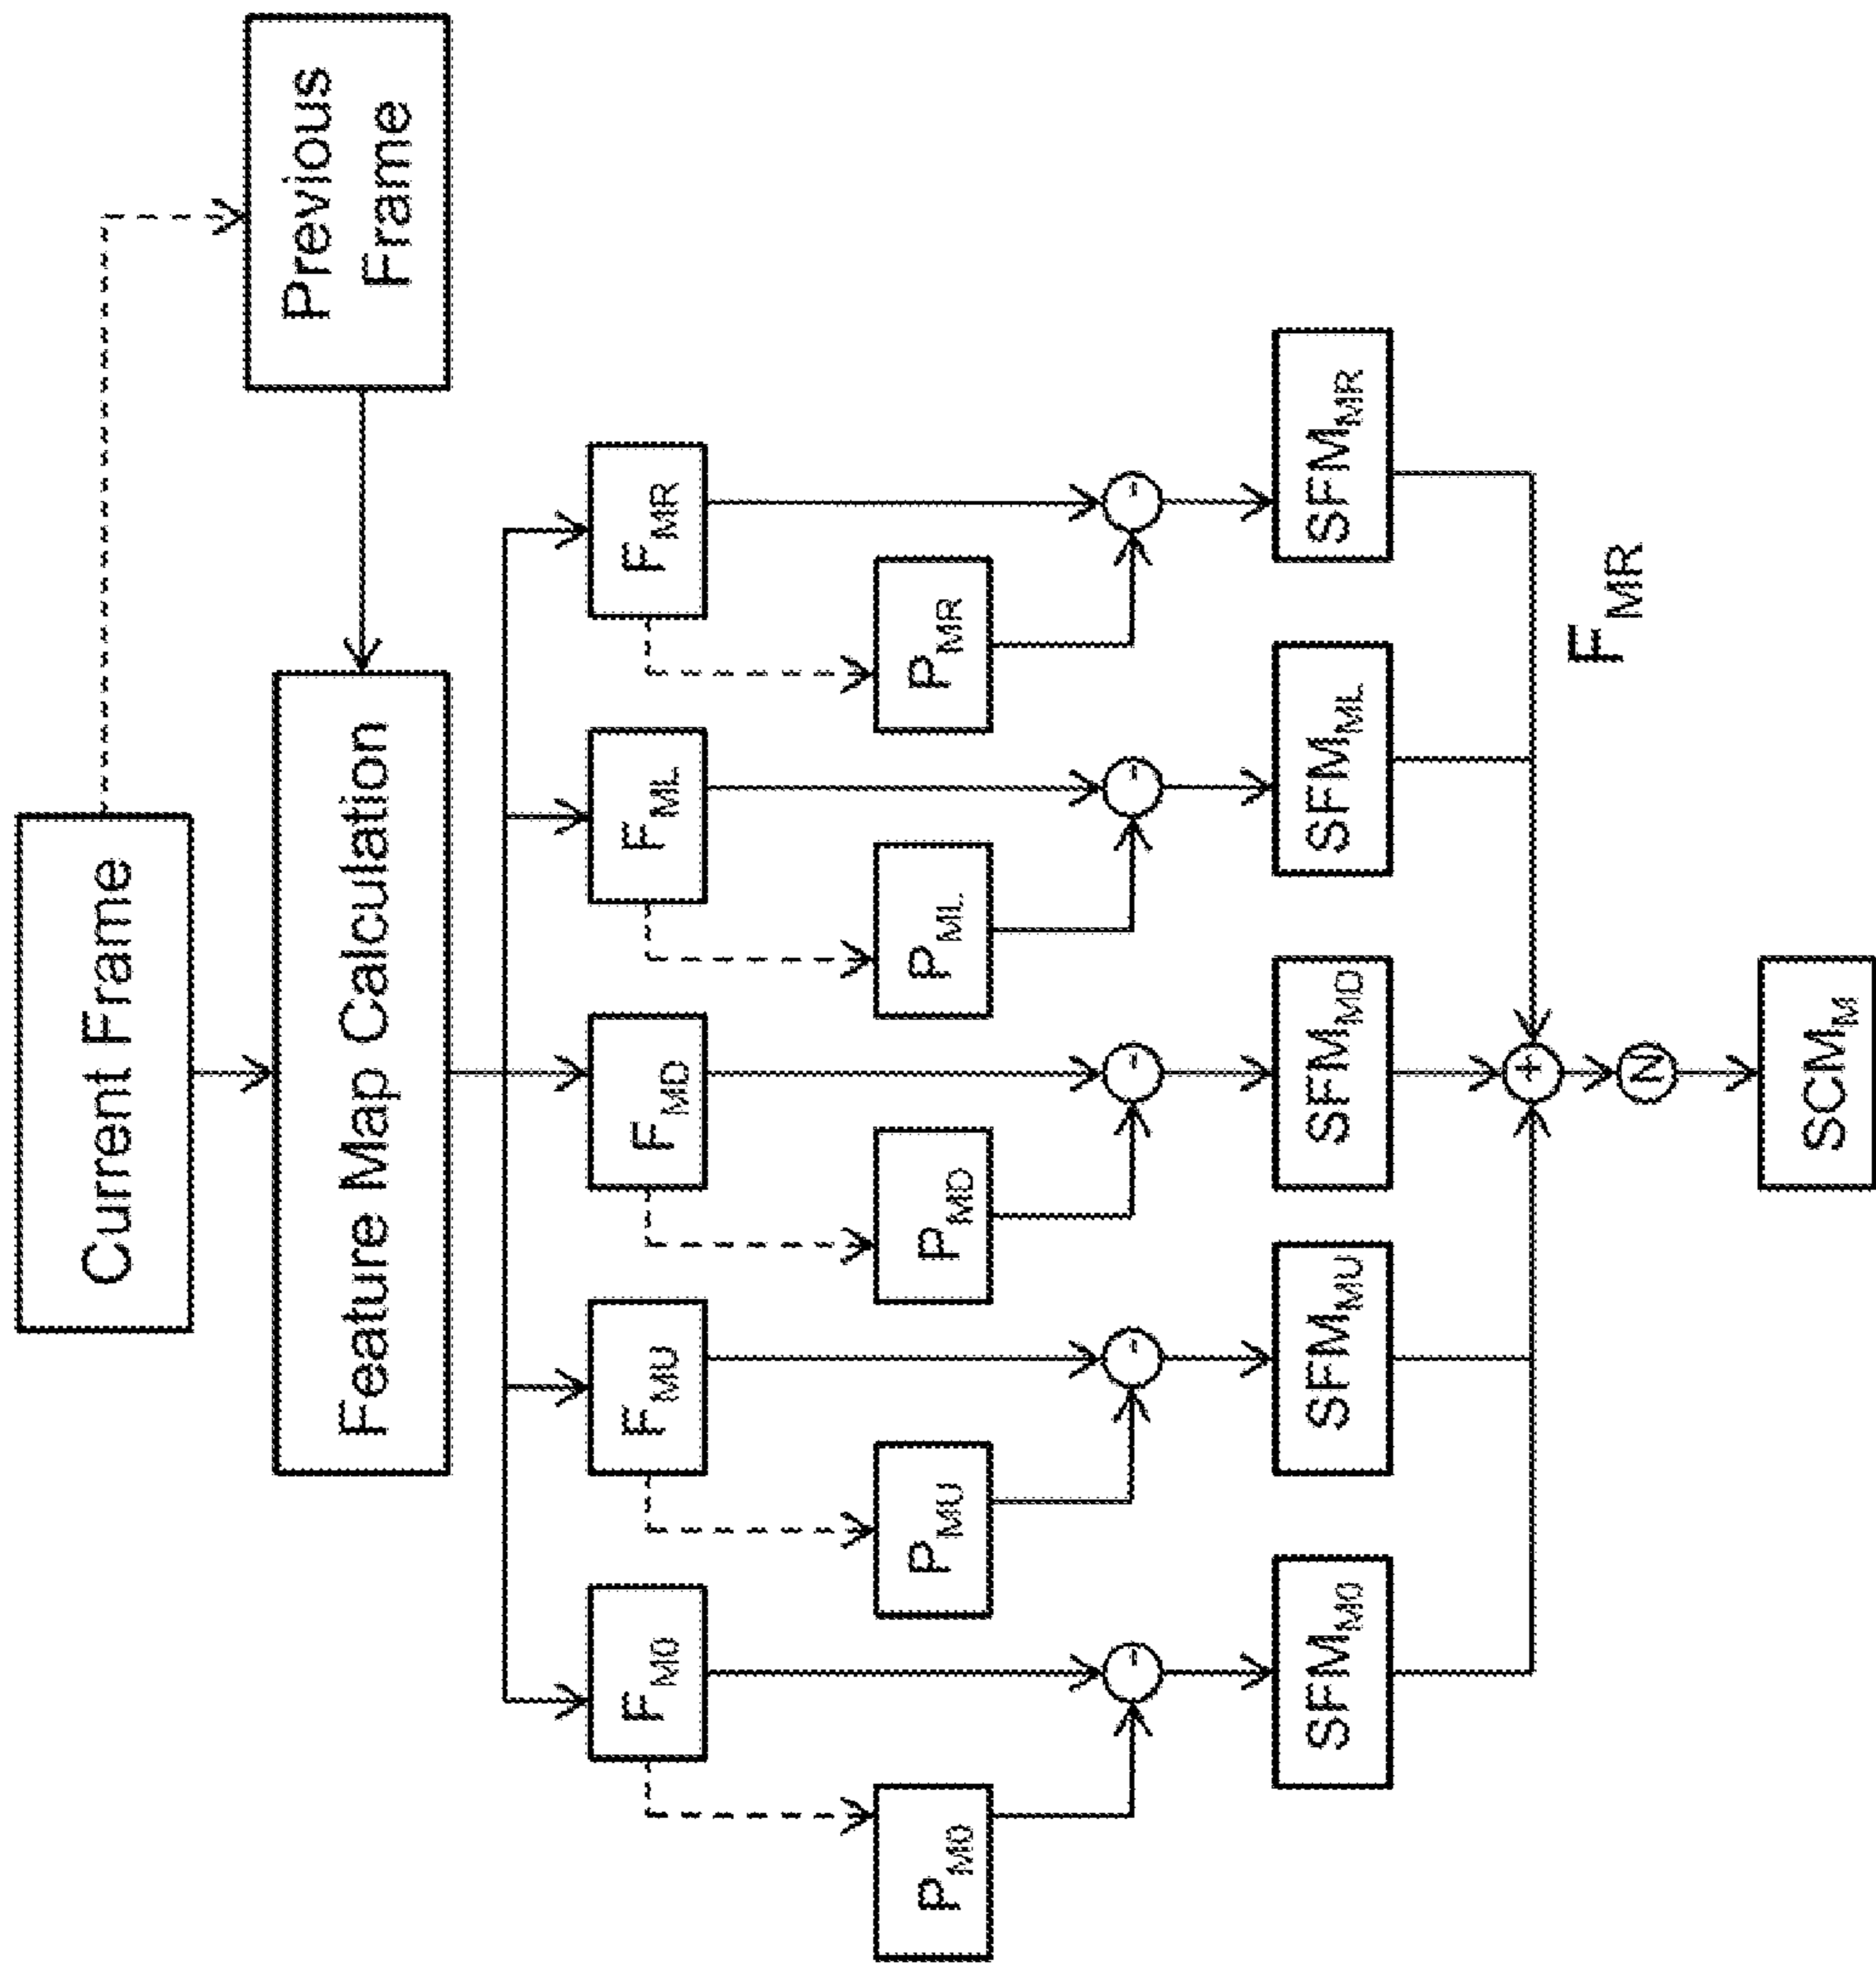 Current Frame
Previous
Frame
Feature Map Calculation
F_M0
F_MU
F_MD
F_ML
F_MR
P_M0
P_MU
P_MD
P_ML
P_MR
-
-
-
-
-
SFM_M0
SFM_MU
SFM_MD
SFM_ML
SFM_MR
+
F_MR
N
SCM_M